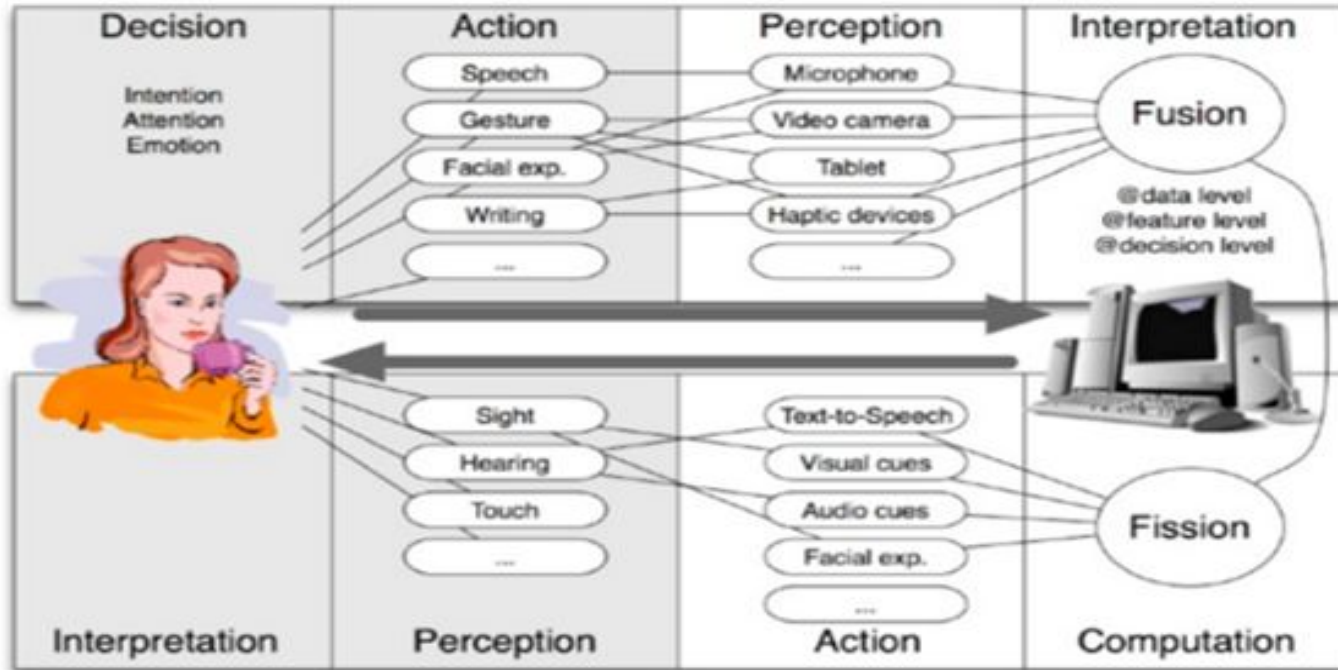 Decision
Action
Perception
Interpretation
Intention
Attention
Emotion
Speech
Gesture
Facial exp.
Writing
...
Microphone
Video camera
Tablet
Haptic devices
...
Fusion
@data level
@feature level
@decision level
Sight
Hearing
Touch
...
Text-to-Speech
Visual cues
Audio cues
Facial exp.
...
Fission
Interpretation
Perception
Action
Computation